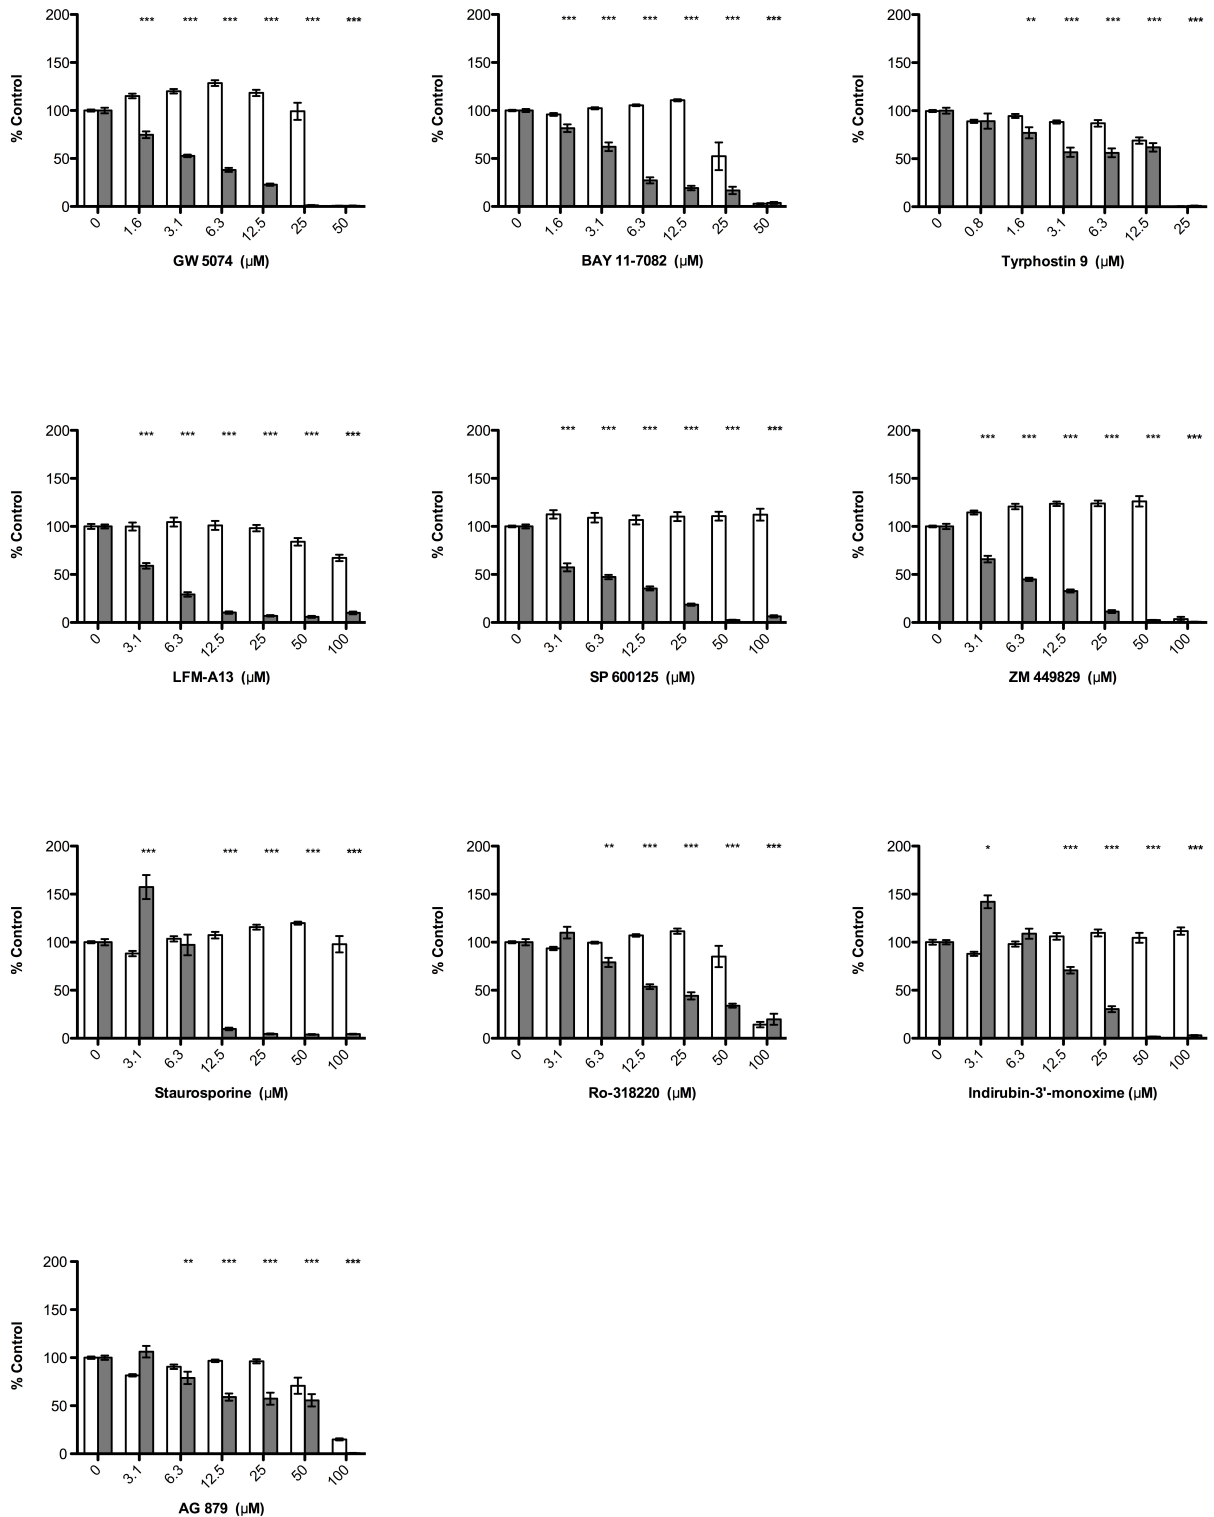 200
150
100
50
0
% Control
*** *** *** *** *** ***
0 1.6 3.1 6.3 12.5 25 50
GW 5074 (µM)
200
150
100
50
0
% Control
*** *** *** *** *** ***
0 1.6 3.1 6.3 12.5 25 50
BAY 11-7082 (µM)
200
150
100
50
0
% Control
** *** *** *** ***
0 0.8 1.6 3.1 6.3 12.5 25
Tyrphostin 9 (µM)
200
150
100
50
0
% Control
*** *** *** *** *** ***
0 3.1 6.3 12.5 25 50 100
LFM-A13 (µM)
200
150
100
50
0
% Control
*** *** *** *** *** ***
0 3.1 6.3 12.5 25 50 100
SP 600125 (µM)
200
150
100
50
0
% Control
*** *** *** *** *** ***
0 3.1 6.3 12.5 25 50 100
ZM 449829 (µM)
200
150
100
50
0
% Control
*** *** *** *** ***
0 3.1 6.3 12.5 25 50 100
Staurosporine (µM)
200
150
100
50
0
% Control
** *** *** *** ***
0 3.1 6.3 12.5 25 50 100
Ro-318220 (µM)
200
150
100
50
0
% Control
* *** *** *** ***
0 3.1 6.3 12.5 25 50 100
Indirubin-3'-monoxime (µM)
200
150
100
50
0
% Control
** *** *** *** ***
0 3.1 6.3 12.5 25 50 100
AG 879 (µM)